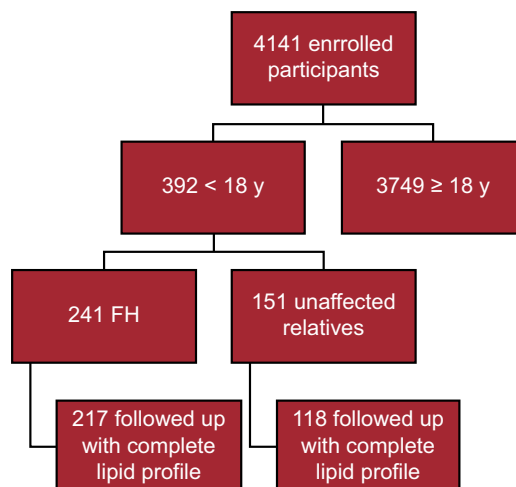 4141 enrrolled
participants
392 < 18 y
3749 ≥ 18 y
241 FH
151 unaffected
relatives
217 followed up
with complete
lipid profile
118 followed up
with complete
lipid profile